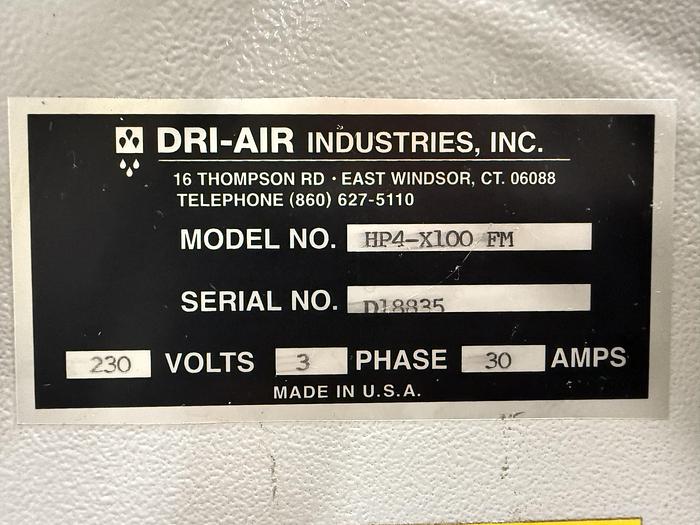 DRI-AIR INDUSTRIES, INC.
16 THOMPSON RD · EAST WINDSOR, CT. 06088
TELEPHONE (860) 627-5110
MODEL NO. HP4-X100 FM
SERIAL NO. D18835
230 VOLTS 3 PHASE 30 AMPS
MADE IN U.S.A.